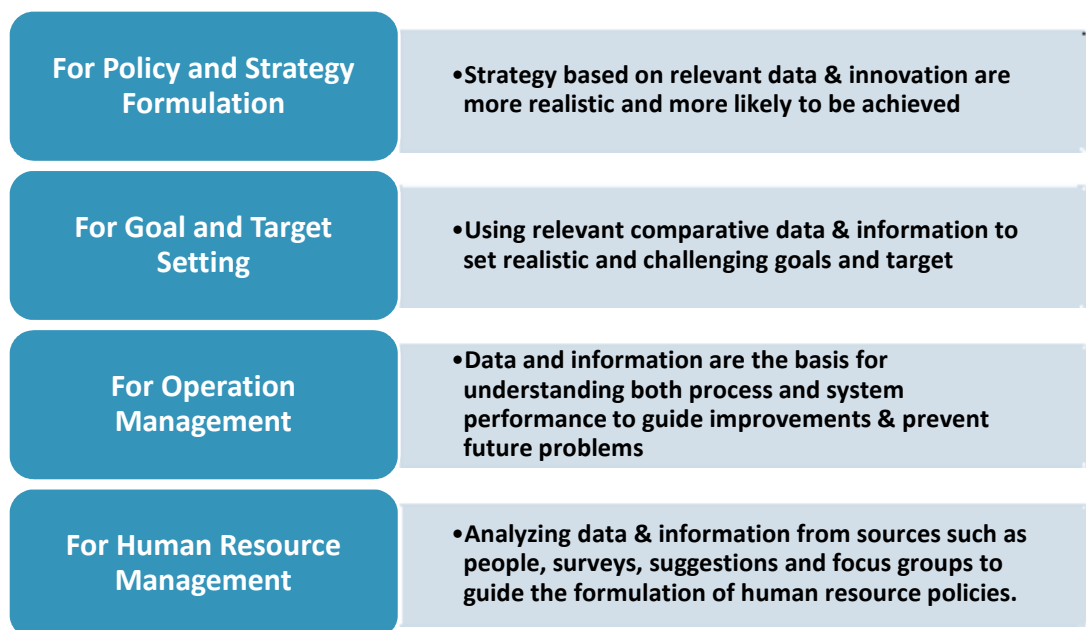 For Policy and Strategy
Formulation
•Strategy based on relevant data & innovation are
more realistic and more likely to be achieved
For Goal and Target
Setting
•Using relevant comparative data & information to
set realistic and challenging goals and target
For Operation
Management
•Data and information are the basis for
understanding both process and system
performance to guide improvements & prevent
future problems
For Human Resource
Management
•Analyzing data & information from sources such as
people, surveys, suggestions and focus groups to
guide the formulation of human resource policies.